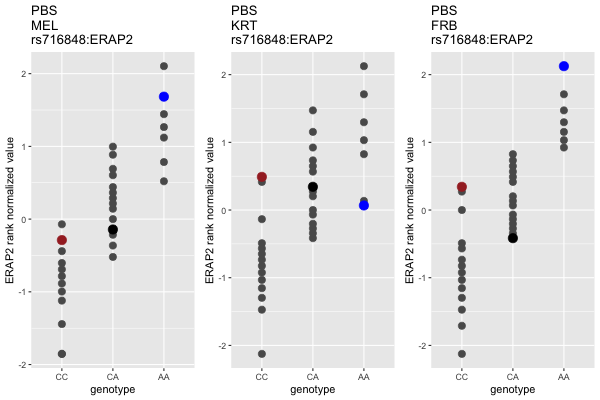 PBS
MEL
rs716848:ERAP2
ERAP2 rank normalized value
2
1
0
-1
-2
CC CA AA
genotype
PBS
KRT
rs716848:ERAP2
ERAP2 rank normalized value
2
1
0
-1
-2
CC CA AA
genotype
PBS
FRB
rs716848:ERAP2
ERAP2 rank normalized value
2
1
0
-1
-2
CC CA AA
genotype